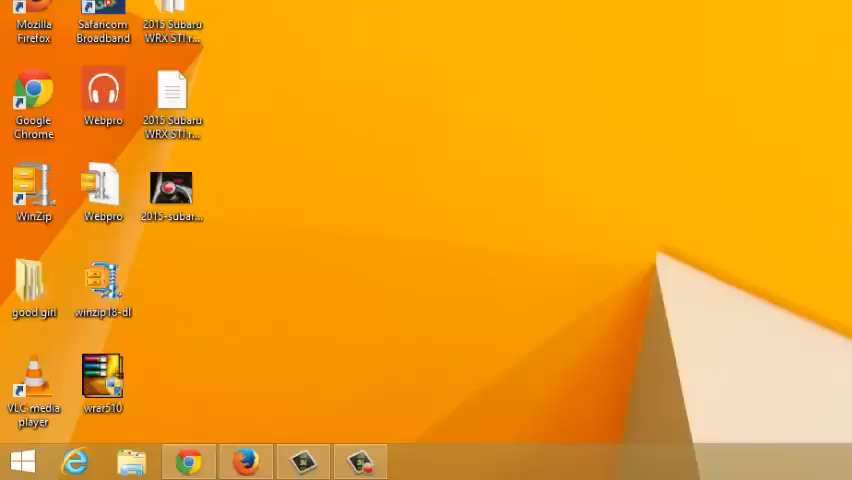 Mozilla
Firefox
Safaricom
Broadband
2015 Subaru
WRX STI r...
Google
Chrome
Webpro
2015 Subaru
WRX STI r...
WinZip
Webpro
2015-subar...
good girl
winzip18-dl
VLC media
player
wrar510